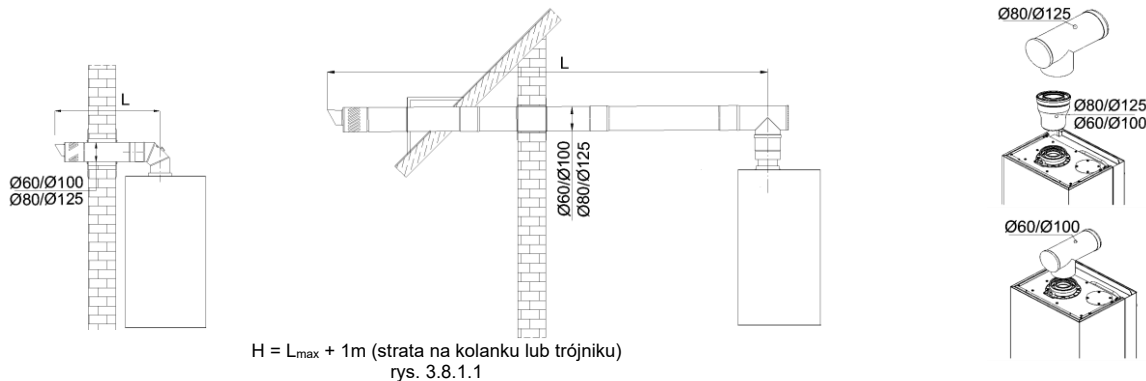 L
Ø60/Ø100
Ø80/Ø125
L
Ø60/Ø100
Ø80/Ø125
H = Lmax + 1m (strata na kolanku lub trójniku)
rys. 3.8.1.1
Ø80/Ø125
Ø80/Ø125
Ø60/Ø100
Ø60/Ø100